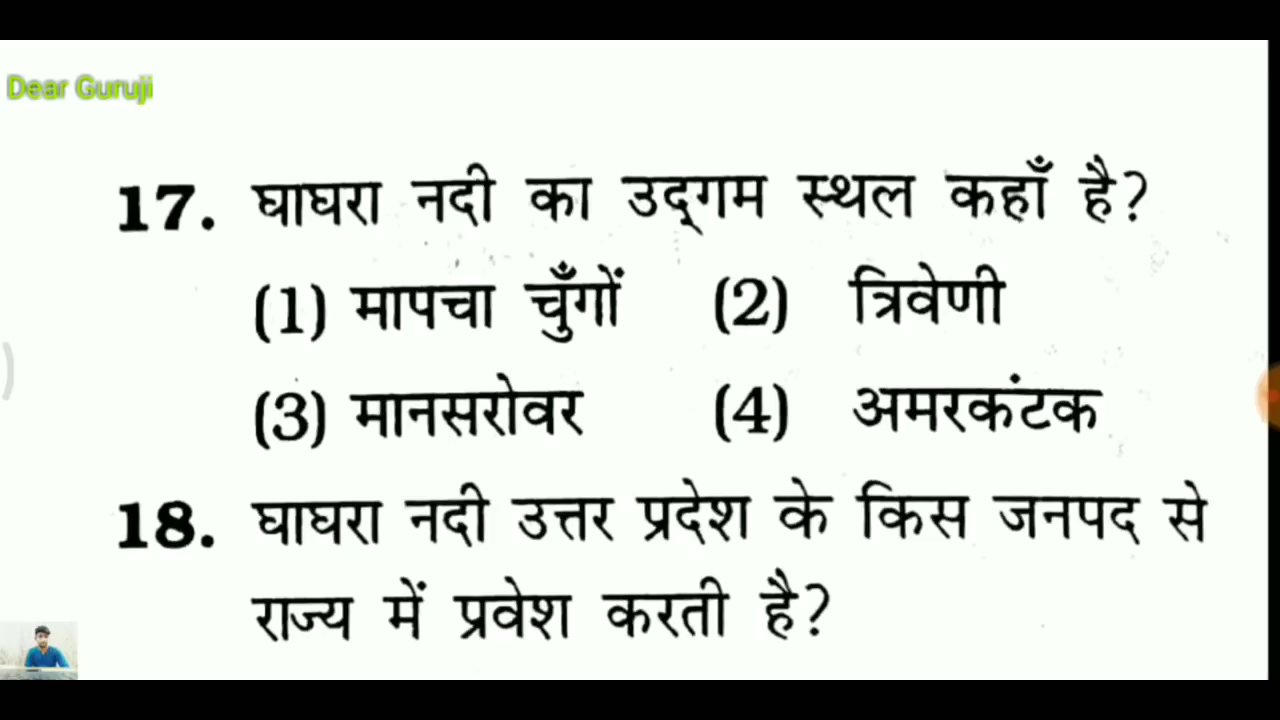 Dear Guruji
17. घाघरा नदी का उद्गम स्थल कहाँ है?
(1) मापचा चुँगों (2) त्रिवेणी
(3) मानसरोवर (4) अमरकंटक
18. घाघरा नदी उत्तर प्रदेश के किस जनपद से
राज्य में प्रवेश करती है?